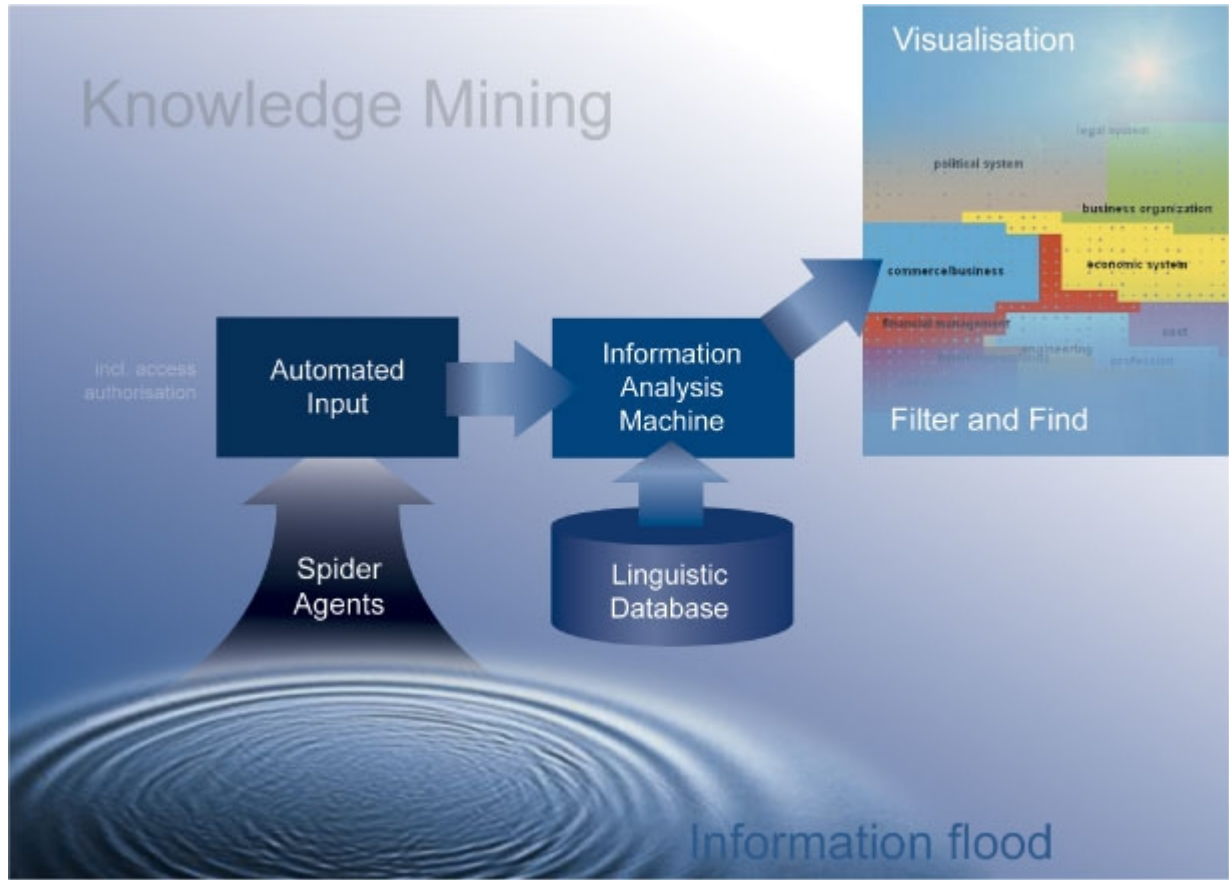 Knowledge Mining
Visualisation
legal system
political system
business organization
commerce/business
economic system
financial management
cost
engineering
profession
Filter and Find
incl. access
authorisation
Automated
Input
Information
Analysis
Machine
Spider
Agents
Linguistic
Database
Information flood